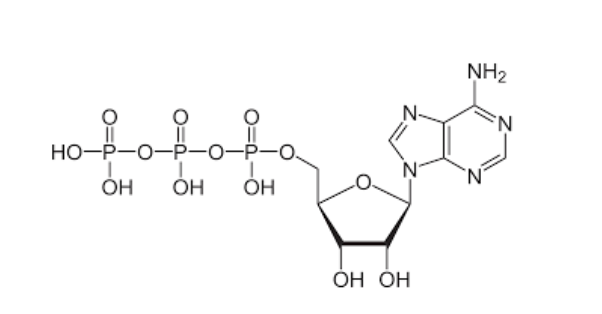 NH₂
O O O N N
HO P O P O P O
OH OH OH O N N
OH OH